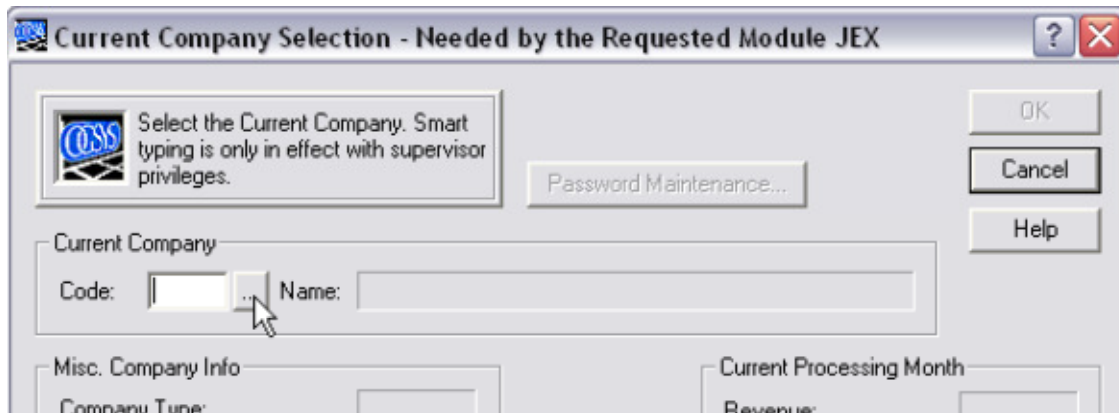 Current Company Selection - Needed by the Requested Module JEX
OGSYS
Select the Current Company. Smart
typing is only in effect with supervisor
privileges.
OK
Password Maintenance...
Cancel
Help
Current Company
Code: ... Name:
Misc. Company Info
Current Processing Month
Company Type:
Revenue: